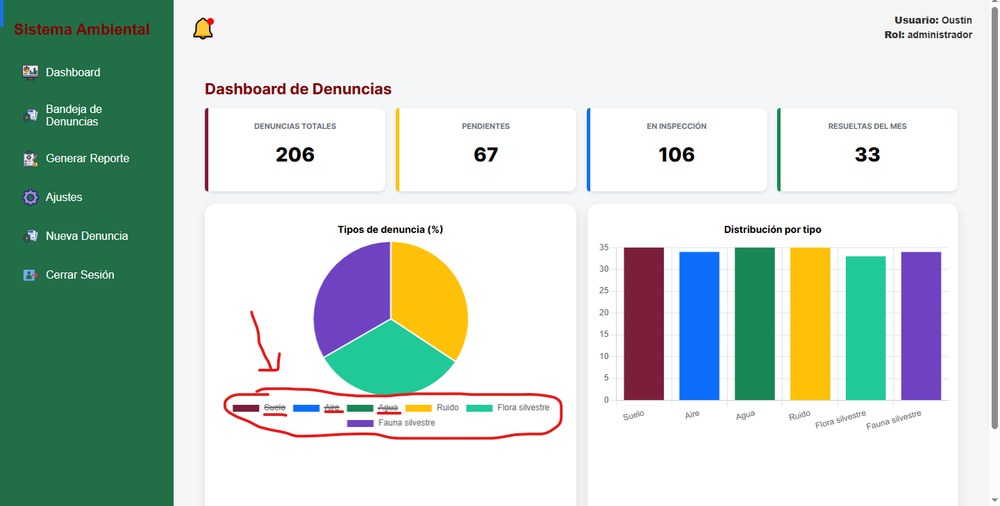 Sistema Ambiental
Dashboard
Bandeja de
Denuncias
Generar Reporte
Ajustes
Nueva Denuncia
Cerrar Sesión
Usuario: Oustin
Rol: administrador
Dashboard de Denuncias
DENUNCIAS TOTALES
206
PENDIENTES
67
EN INSPECCIÓN
106
RESUELTAS DEL MES
33
Tipos de denuncia (%)
Suelo Aire Agua Ruido Flora silvestre
Fauna silvestre
Distribución por tipo
35
30
25
20
15
10
5
0
Suelo Aire Agua Ruido Flora silvestre Fauna silvestre